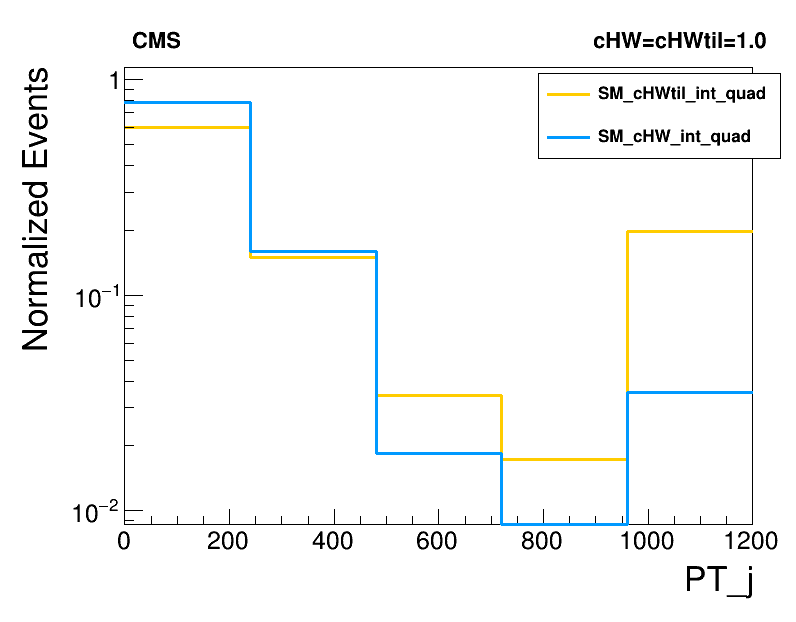 CMS
cHW=cHWtil=1.0
Normalized Events
1
10⁻¹
10⁻²
SM_cHWtil_int_quad
SM_cHW_int_quad
0 200 400 600 800 1000 1200
PT_j